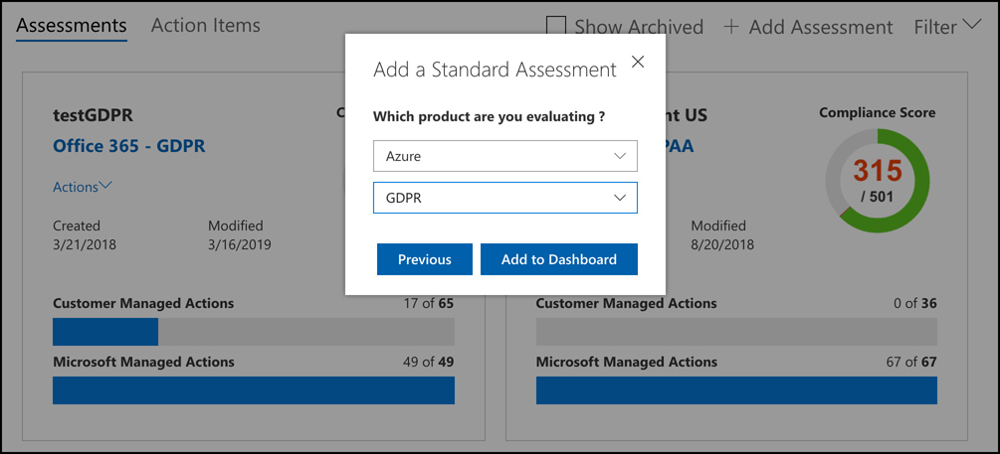 Assessments Action Items Show Archived + Add Assessment Filter
Add a Standard Assessment
Which product are you evaluating ?
Azure
GDPR
Previous Add to Dashboard
testGDPR
Office 365 - GDPR
Actions
Created Modified
3/21/2018 3/16/2019
Customer Managed Actions 17 of 65
Microsoft Managed Actions 49 of 49
US Compliance Score
315
/ 501
Modified
8/20/2018
Customer Managed Actions 0 of 36
Microsoft Managed Actions 67 of 67